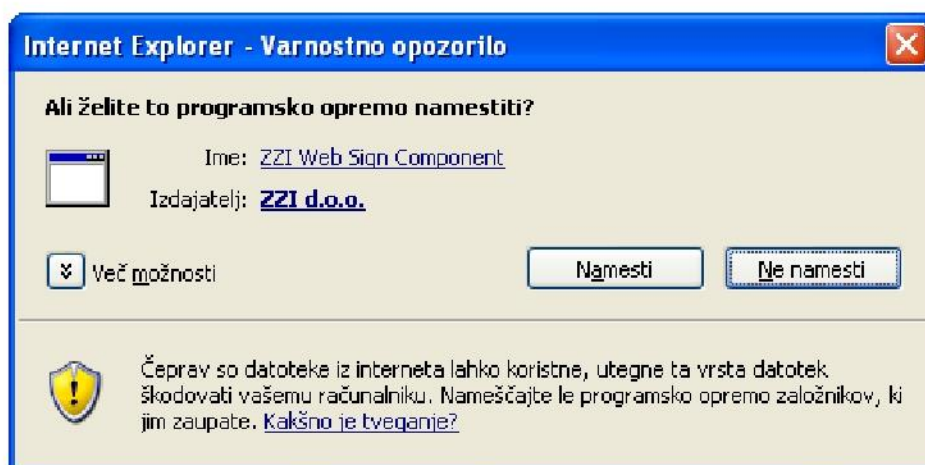 Internet Explorer - Varnostno opozorilo
Ali želite to programsko opremo namestiti?
Ime: ZZI Web Sign Component
Izdajatelj: ZZI d.o.o.
Več možnosti
Namesti
Ne namesti
Čeprav so datoteke iz interneta lahko koristne, utegne ta vrsta datotek
škodovati vašemu računalniku. Nameščajte le programsko opremo založnikov, ki
jim zaupate. Kakšno je tveganje?